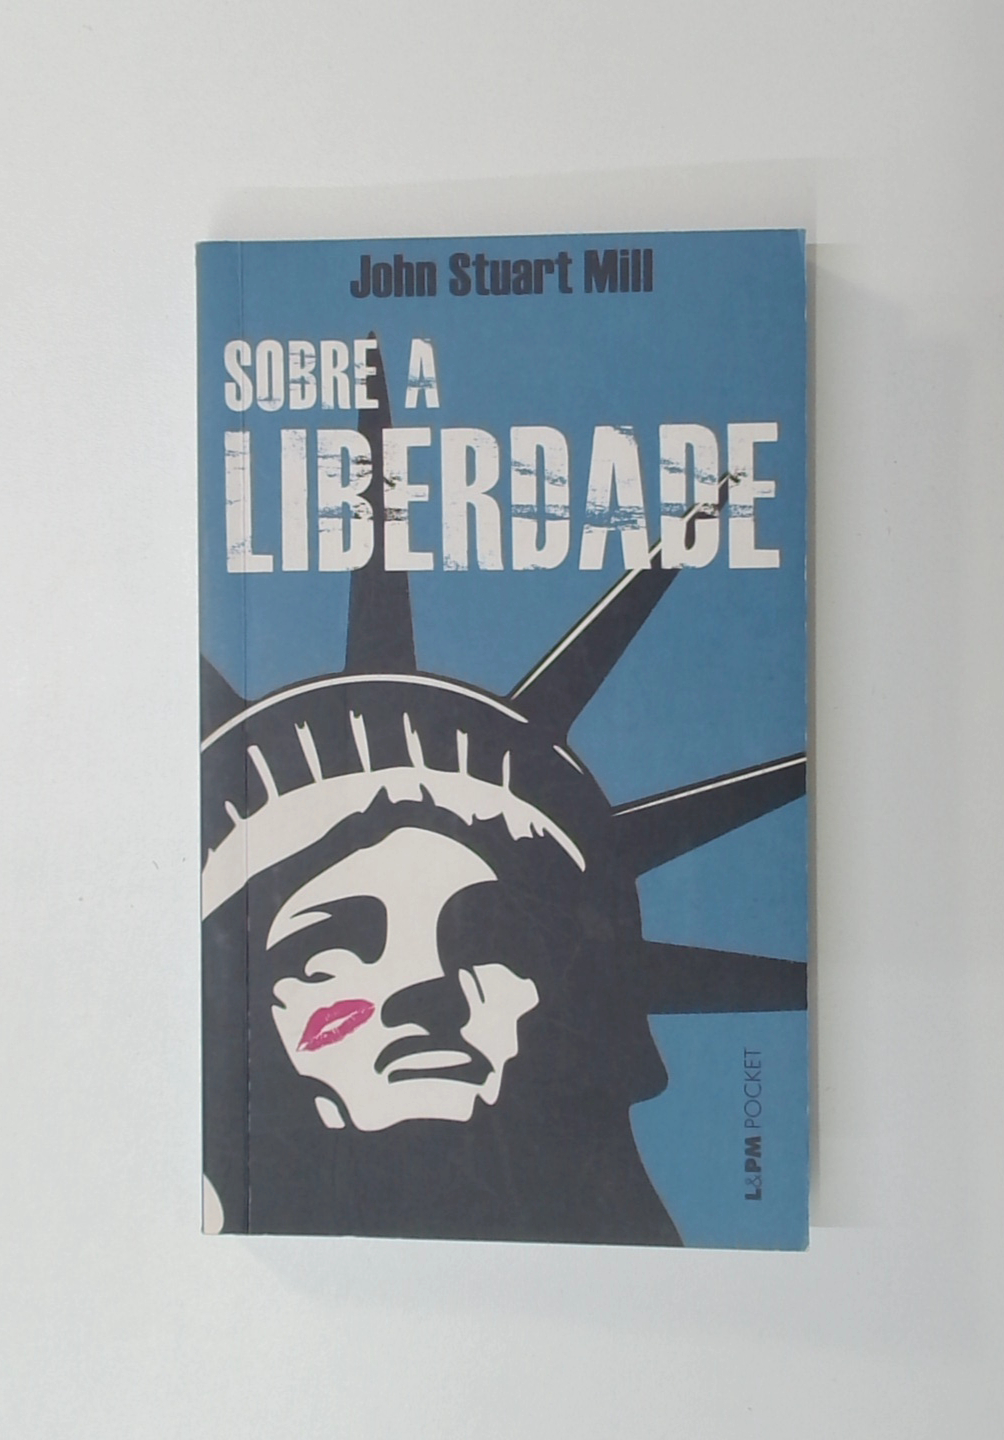 John Stuart Mill
SOBRE A
LIBERDADE
L&PM POCKET